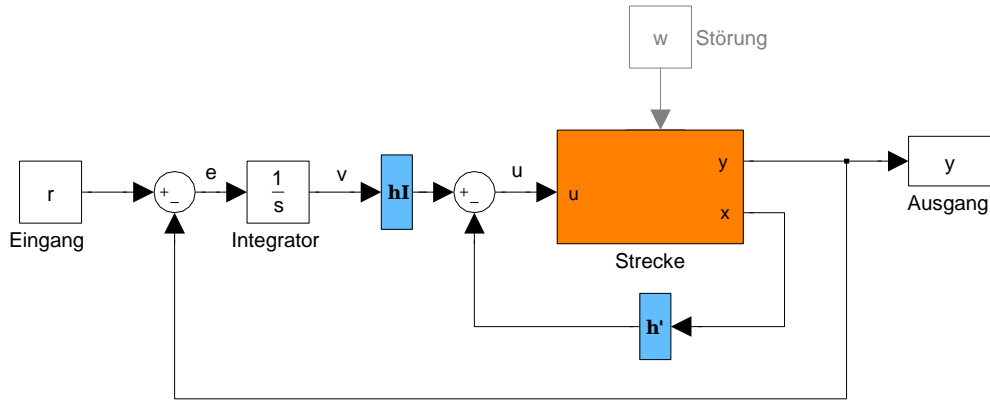 w
Störung
r
Eingang
+
−
e
1
s
Integrator
v
hI
+
−
u
u
y
x
Strecke
h'
y
Ausgang